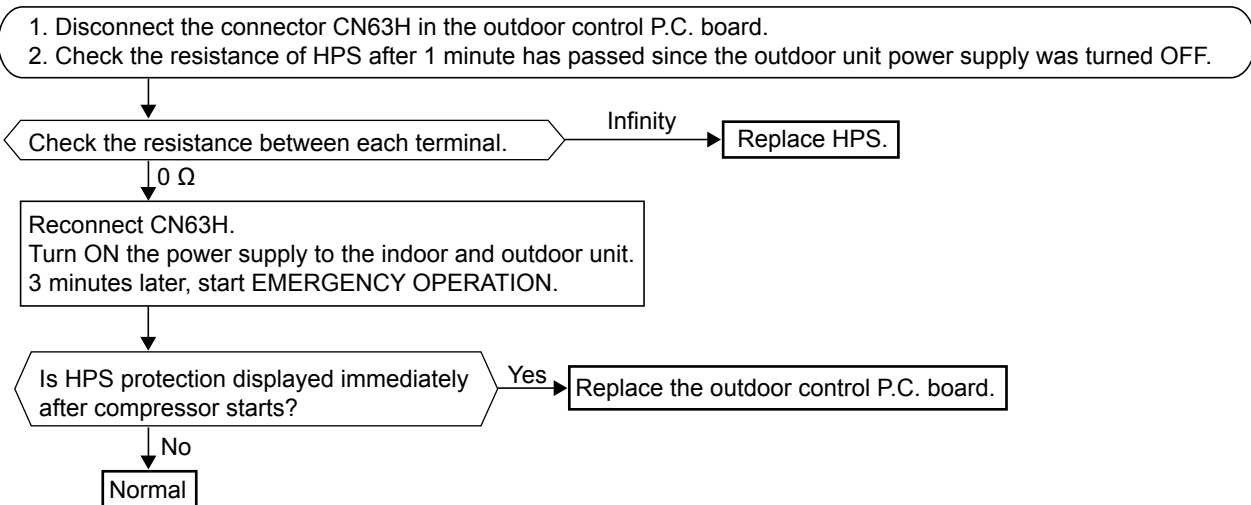 1. Disconnect the connector CN63H in the outdoor control P.C. board.
2. Check the resistance of HPS after 1 minute has passed since the outdoor unit power supply was turned OFF.
Check the resistance between each terminal.
Infinity
Replace HPS.
0 Ω
Reconnect CN63H.
Turn ON the power supply to the indoor and outdoor unit.
3 minutes later, start EMERGENCY OPERATION.
Is HPS protection displayed immediately
after compressor starts?
Yes
Replace the outdoor control P.C. board.
No
Normal